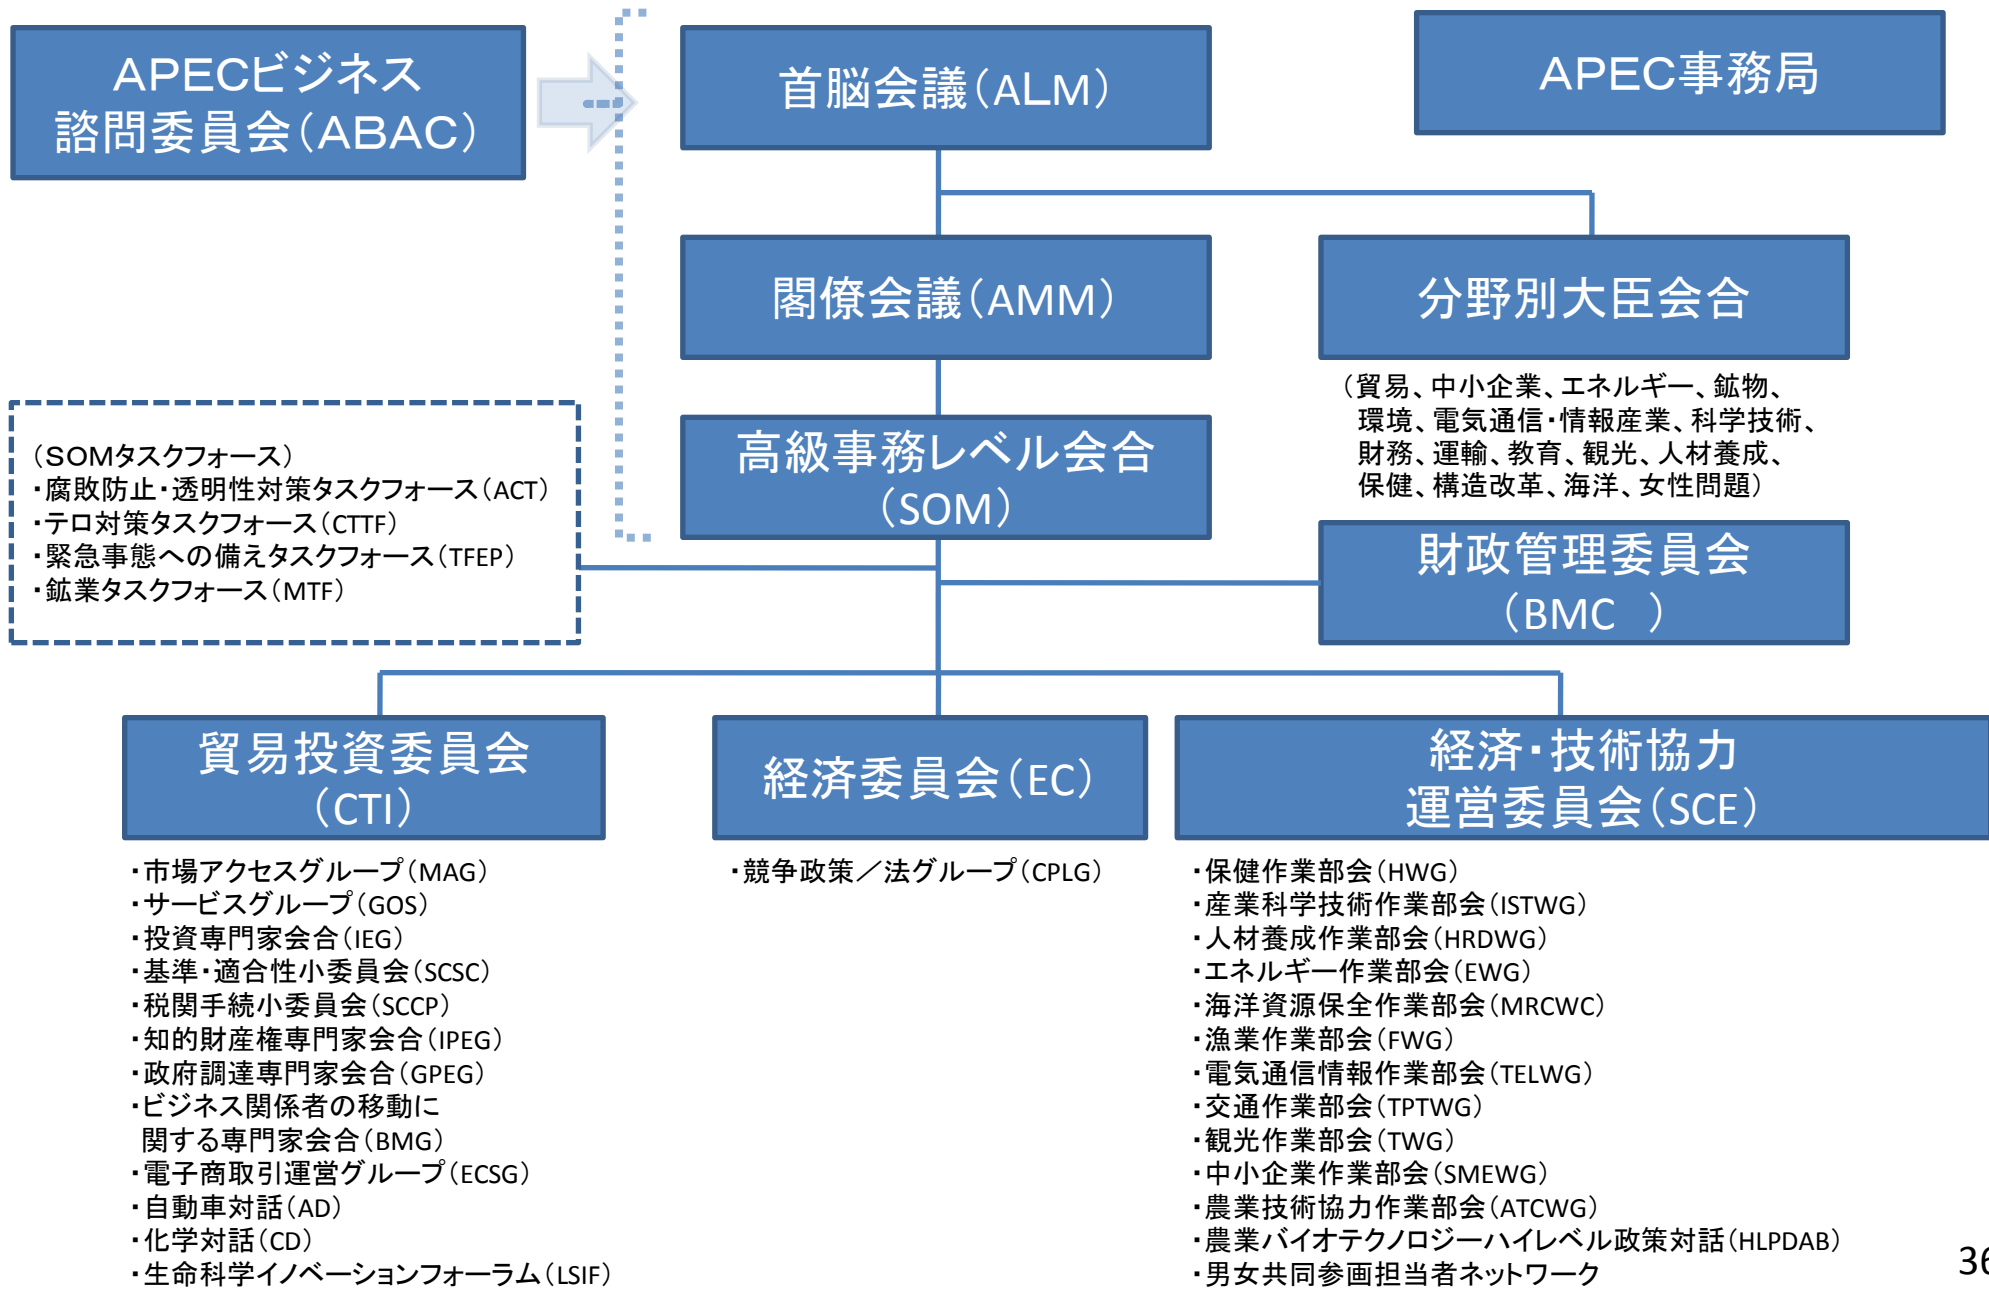 APECビジネス
諮問委員会(ABAC)
首脳会議(ALM)
APEC事務局
閣僚会議(AMM)
分野別大臣会合
(貿易、中小企業、エネルギー、鉱物、
環境、電気通信・情報産業、科学技術、
財務、運輸、教育、観光、人材養成、
保健、構造改革、海洋、女性問題)
高級事務レベル会合
(SOM)
(SOMタスクフォース)
・腐敗防止・透明性対策タスクフォース(ACT)
・テロ対策タスクフォース(CTTF)
・緊急事態への備えタスクフォース(TFEP)
・鉱業タスクフォース(MTF)
財政管理委員会
(BMC )
貿易投資委員会
(CTI)
・市場アクセスグループ(MAG)
・サービスグループ(GOS)
・投資専門家会合(IEG)
・基準・適合性小委員会(SCSC)
・税関手続小委員会(SCCP)
・知的財産権専門家会合(IPEG)
・政府調達専門家会合(GPEG)
・ビジネス関係者の移動に
関する専門家会合(BMG)
・電子商取引運営グループ(ECSG)
・自動車対話(AD)
・化学対話(CD)
・生命科学イノベーションフォーラム(LSIF)
経済委員会(EC)
・競争政策/法グループ(CPLG)
経済・技術協力
運営委員会(SCE)
・保健作業部会(HWG)
・産業科学技術作業部会(ISTWG)
・人材養成作業部会(HRDWG)
・エネルギー作業部会(EWG)
・海洋資源保全作業部会(MRCWC)
・漁業作業部会(FWG)
・電気通信情報作業部会(TELWG)
・交通作業部会(TPTWG)
・観光作業部会(TWG)
・中小企業作業部会(SMEWG)
・農業技術協力作業部会(ATCWG)
・農業バイオテクノロジーハイレベル政策対話(HLPDAB)
・男女共同参画担当者ネットワーク
36